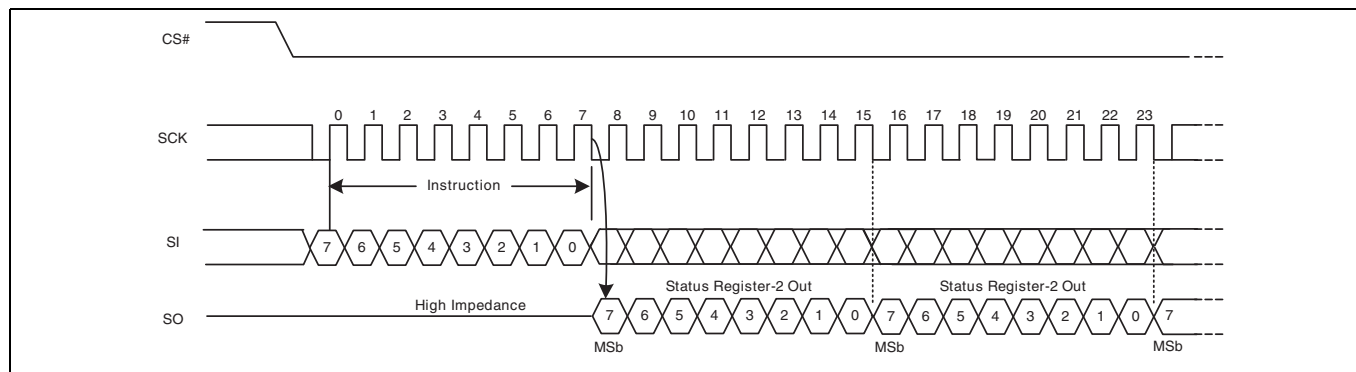 CS#
0 1 2 3 4 5 6 7 8 9 10 11 12 13 14 15 16 17 18 19 20 21 22 23
SCK
Instruction
SI
7 6 5 4 3 2 1 0
Status Register-2 Out Status Register-2 Out
High Impedance
SO
7 6 5 4 3 2 1 0 7 6 5 4 3 2 1 0 7
MSb MSb MSb